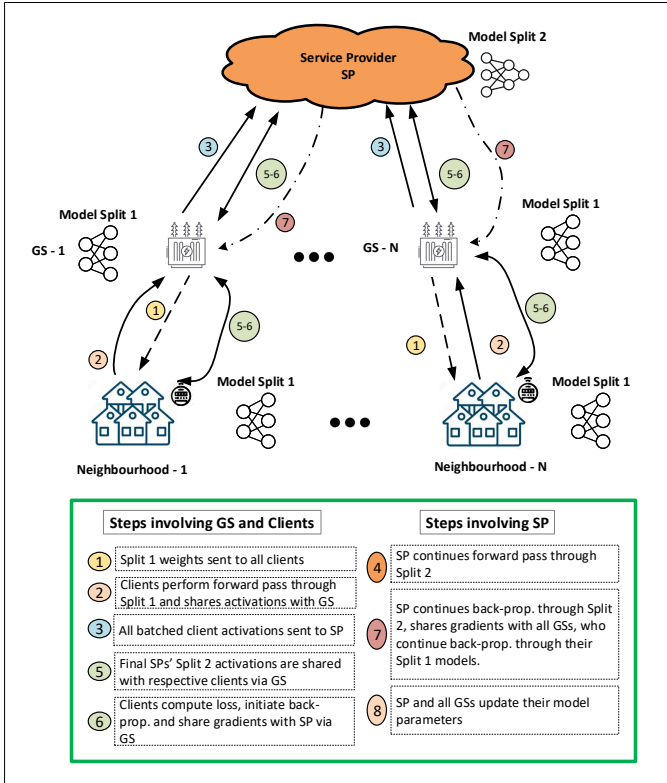 Model Split 2
Service Provider
SP
3
5-6
7
3
5-6
7
Model Split 1
GS - 1
GS - N
Model Split 1
1
2
5-6
1
2
5-6
Model Split 1
Model Split 1
Neighbourhood - 1
Neighbourhood - N
Steps involving GS and Clients
1
Split 1 weights sent to all clients
2
Clients perform forward pass through
Split 1 and shares activations with GS
3
All batched client activations sent to SP
5
Final SPs' Split 2 activations are shared
with respective clients via GS
6
Clients compute loss, initiate back-
prop. and share gradients with SP via
GS
Steps involving SP
4
SP continues forward pass through
Split 2
7
SP continues back-prop. through Split
2, shares gradients with all GSs, who
continue back-prop. through their
Split 1 models.
8
SP and all GSs update their model
parameters